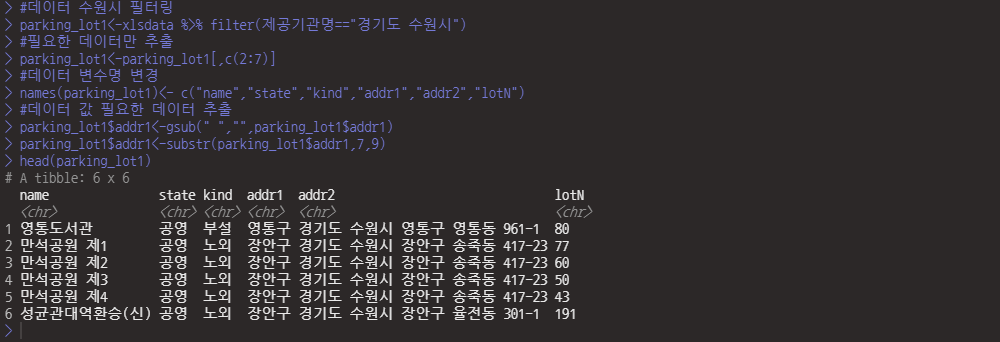 > #데이터 수원시 필터링
> parking_lot1<-xlsdata %>% filter(제공기관명=="경기도 수원시")
> #필요한 데이터만 추출
> parking_lot1<-parking_lot1[,c(2:7)]
> #데이터 변수명 변경
> names(parking_lot1)<- c("name","state","kind","addr1","addr2","lotN")
> #데이터 값 필요한 데이터 추출
> parking_lot1$addr1<-gsub(" ","",parking_lot1$addr1)
> parking_lot1$addr1<-substr(parking_lot1$addr1,7,9)
> head(parking_lot1)
# A tibble: 6 x 6
name state kind addr1 addr2 lotN
<chr> <chr> <chr> <chr> <chr> <chr>
1 영통도서관 공영 부설 영통구 경기도 수원시 영통구 영통동 961-1 80
2 만석공원 제1 공영 노외 장안구 경기도 수원시 장안구 송죽동 417-23 77
3 만석공원 제2 공영 노외 장안구 경기도 수원시 장안구 송죽동 417-23 60
4 만석공원 제3 공영 노외 장안구 경기도 수원시 장안구 송죽동 417-23 50
5 만석공원 제4 공영 노외 장안구 경기도 수원시 장안구 송죽동 417-23 43
6 성균관대역환승(신) 공영 노외 장안구 경기도 수원시 장안구 율전동 301-1 191
>